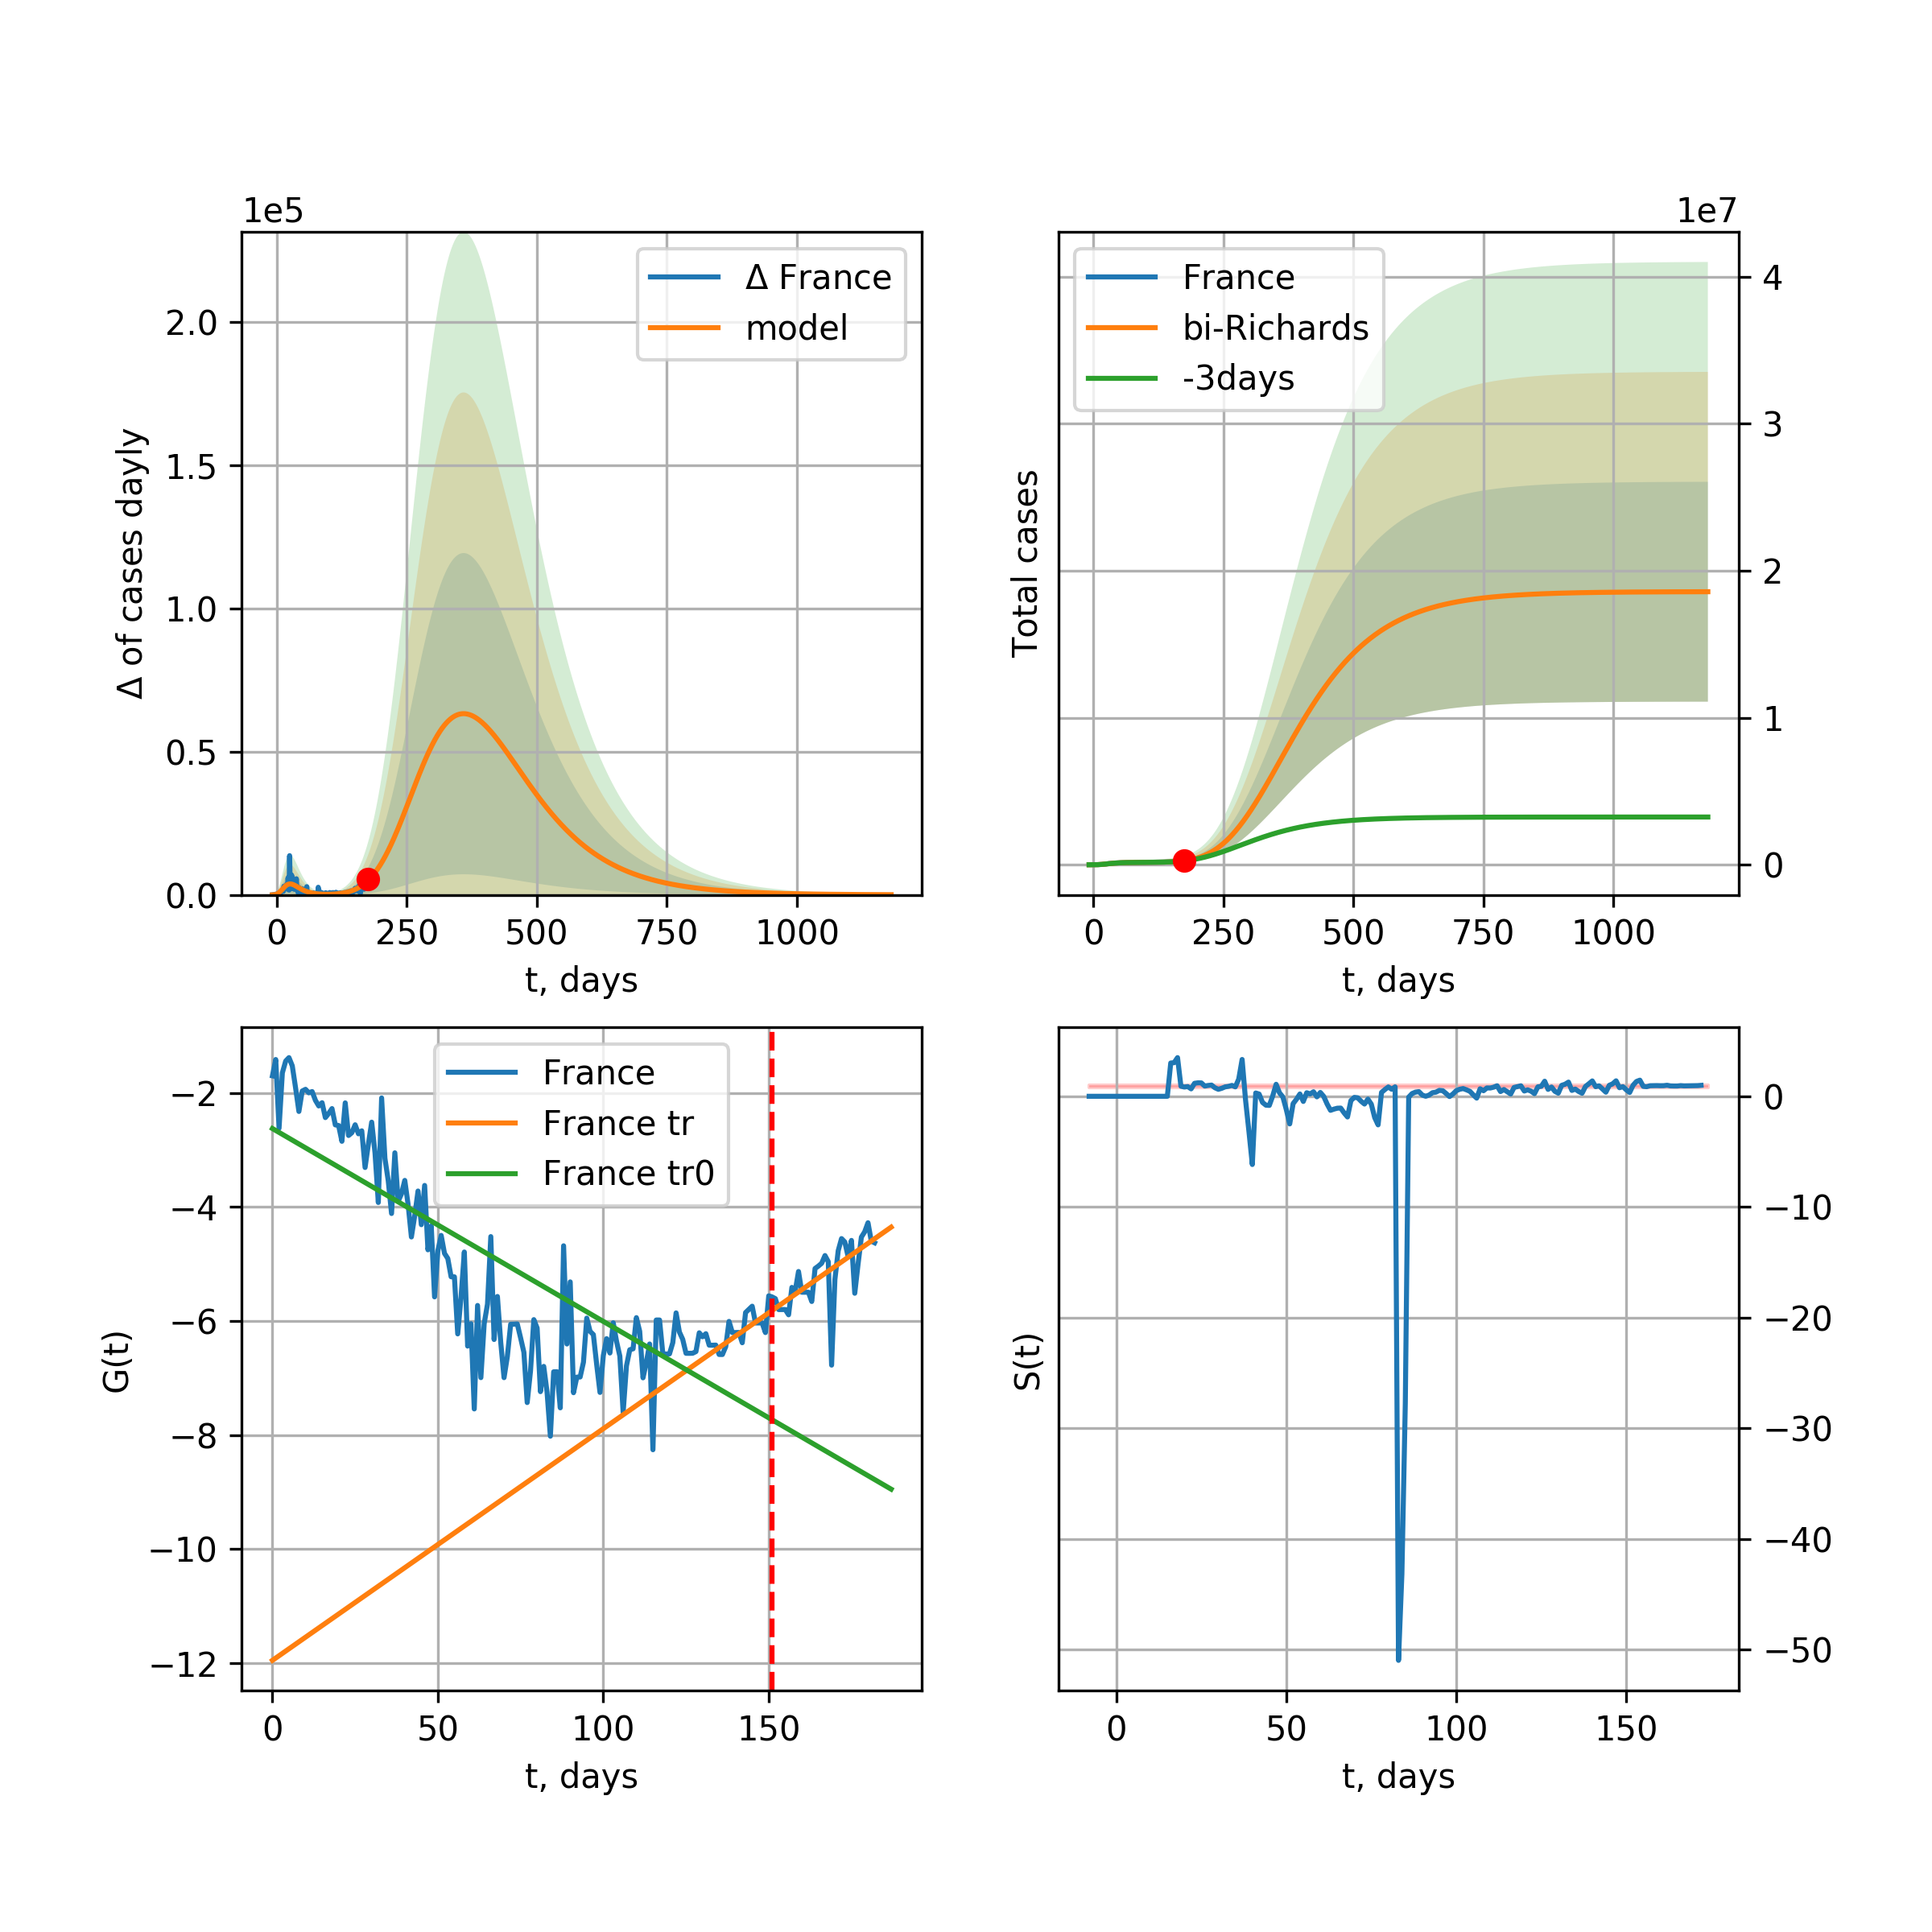 1e5
Δ France
model
2.0
1.5
1.0
0.5
0.0
Δ of cases dayly
0 250 500 750 1000
t, days
1e7
France
bi-Richards
-3days
4
3
2
1
0
Total cases
0 250 500 750 1000
t, days
France
France tr
France tr0
−2
−4
−6
−8
−10
−12
G(t)
0 50 100 150
t, days
0
−10
−20
−30
−40
−50
S(t)
0 50 100 150
t, days